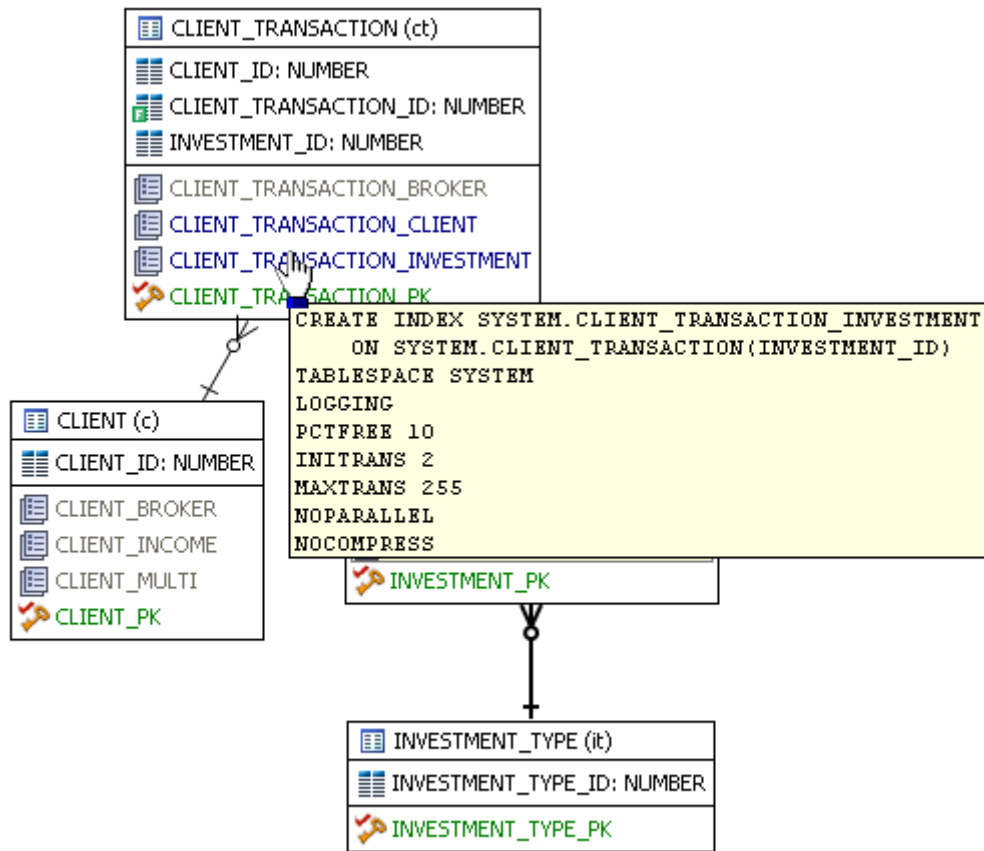 CLIENT_TRANSACTION (ct)
CLIENT_ID: NUMBER
CLIENT_TRANSACTION_ID: NUMBER
INVESTMENT_ID: NUMBER
CLIENT_TRANSACTION_BROKER
CLIENT_TRANSACTION_CLIENT
CLIENT_TRANSACTION_INVESTMENT
CLIENT_TRANSACTION_PK
CREATE INDEX SYSTEM.CLIENT_TRANSACTION_INVESTMENT
ON SYSTEM.CLIENT_TRANSACTION(INVESTMENT_ID)
TABLESPACE SYSTEM
LOGGING
PCTFREE 10
INITRANS 2
MAXTRANS 255
NOPARALLEL
NOCOMPRESS
CLIENT (c)
CLIENT_ID: NUMBER
CLIENT_BROKER
CLIENT_INCOME
CLIENT_MULTI
CLIENT_PK
INVESTMENT_PK
INVESTMENT_TYPE (it)
INVESTMENT_TYPE_ID: NUMBER
INVESTMENT_TYPE_PK